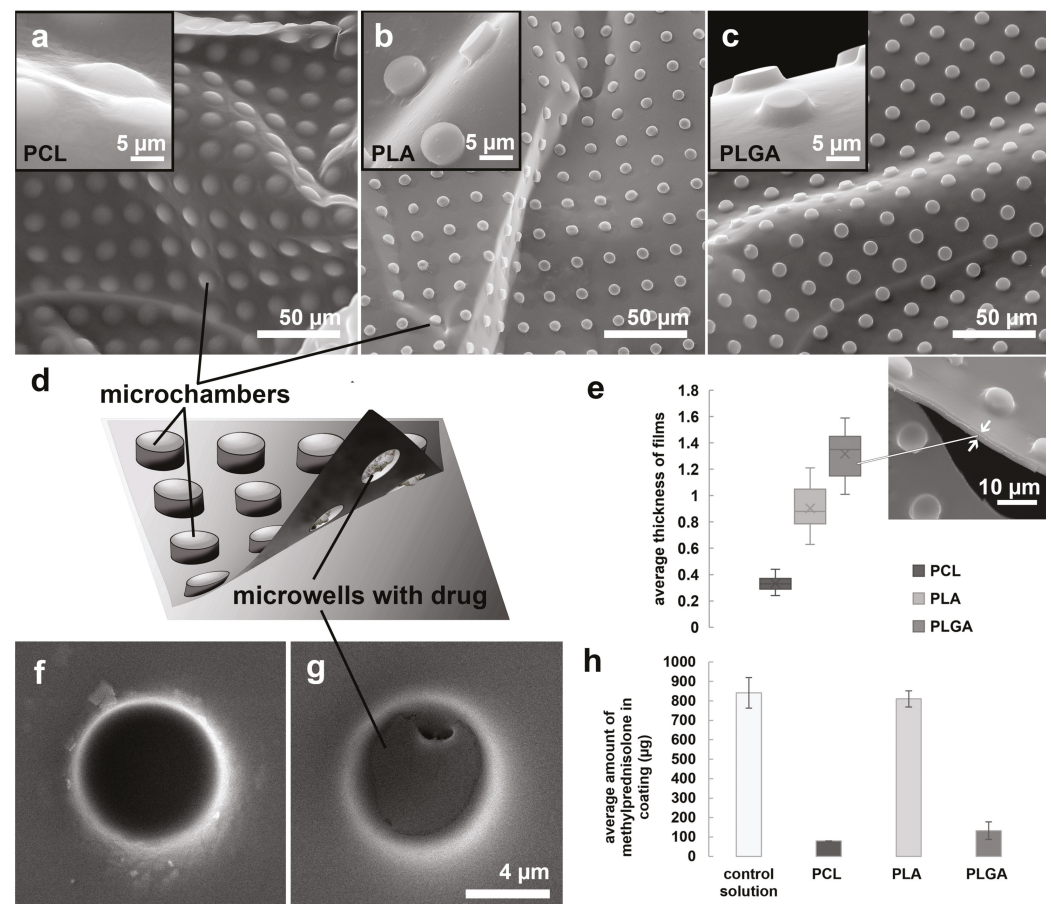 a
PCL
5 µm
50 µm
b
PLA
5 µm
50 µm
c
PLGA
5 µm
50 µm
d
microchambers
microwells with drug
e
average thickness of films
1.8
1.6
1.4
1.2
1
0.8
0.6
0.4
0.2
0
10 µm
PCL
PLA
PLGA
f
g
4 µm
h
average amount of
methylprednisolone in
coating (µg)
1000
900
800
700
600
500
400
300
200
100
0
control
solution
PCL
PLA
PLGA